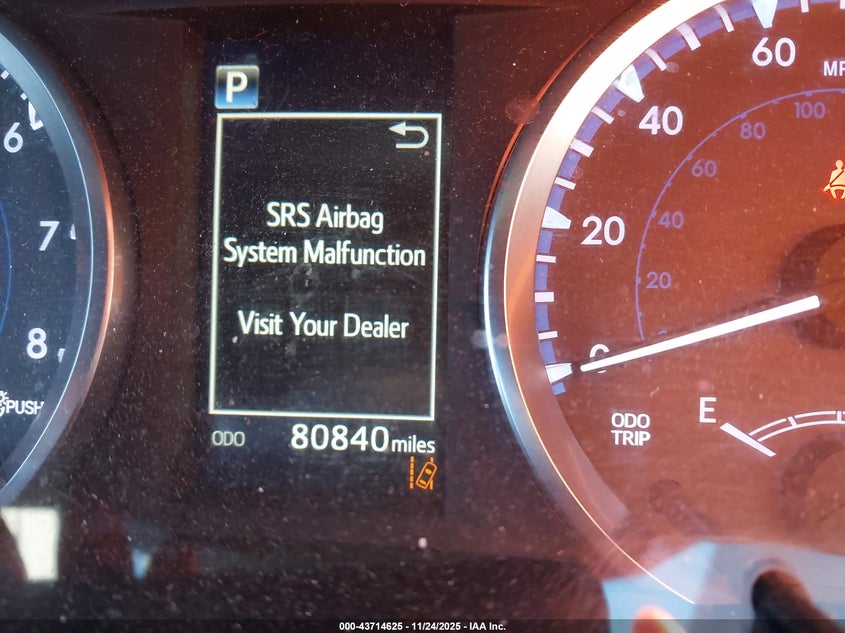 P
SRS Airbag
System Malfunction
Visit Your Dealer
ODO 80840 miles
6
7
8
PUSH
60
40
20
0
100
80
60
40
20
ODO
TRIP
E
000-43714625 - 11/24/2025 - IAA Inc.